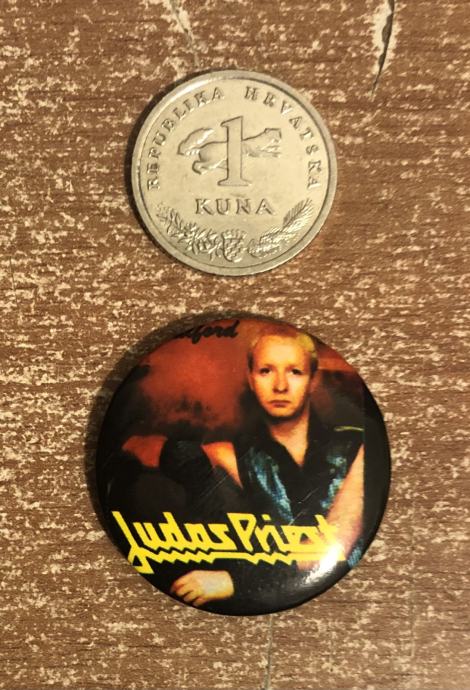 REPUBLIKA HRVATSKA
1
KUNA
Judas Priest